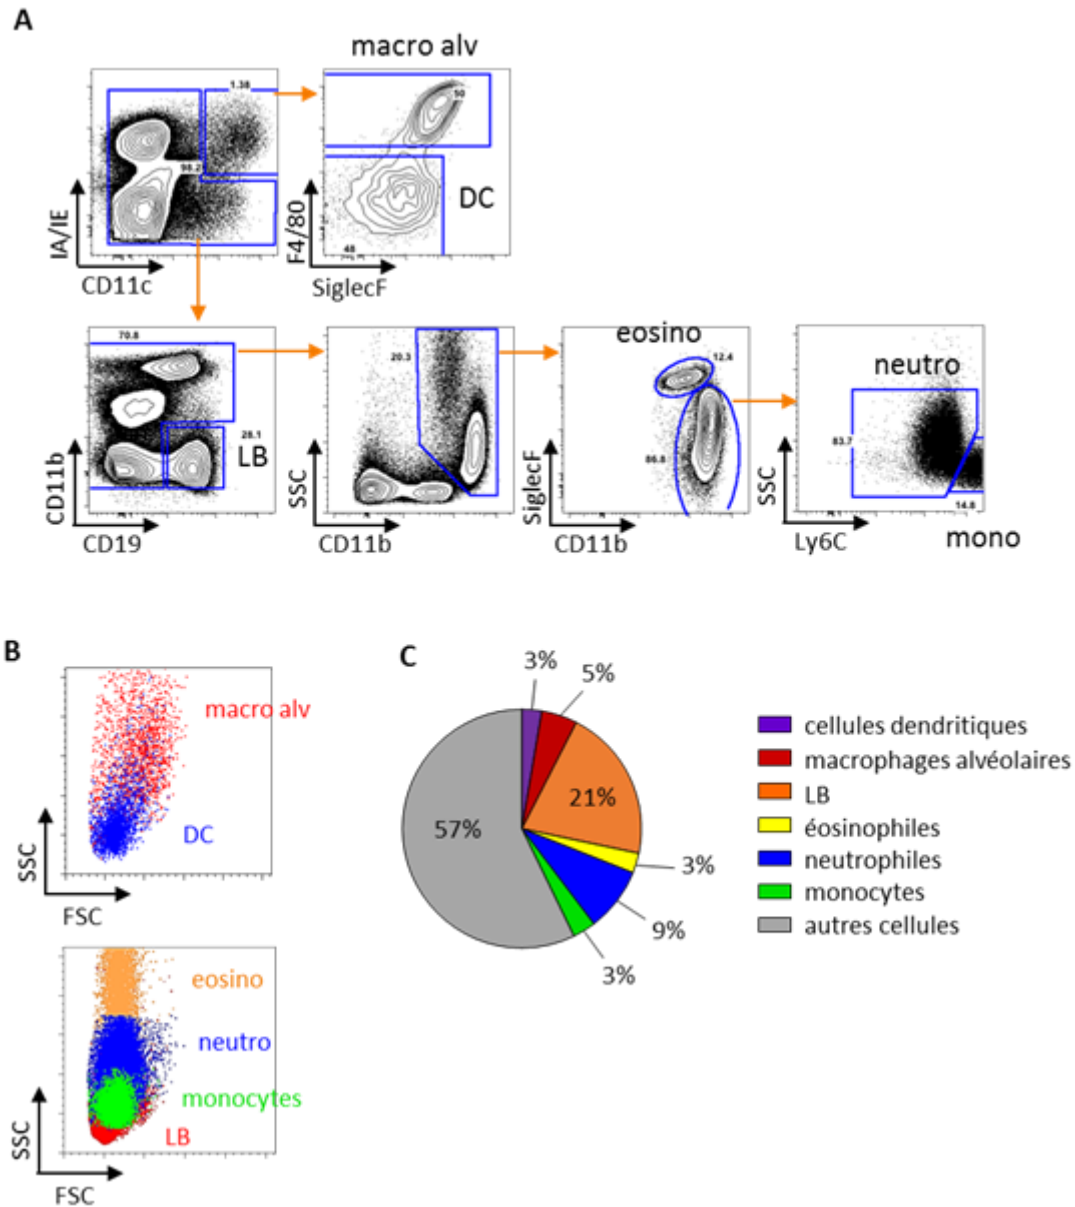 A
macro alv
1.38
50
98.2
DC
48
IA/IE
F4/80
CD11c
SiglecF
eosino
70.8
20.3
12.4
neutro
28.1
LB
86.8
83.7
14.8
CD11b
SSC
SiglecF
SSC
CD19
CD11b
CD11b
Ly6C
mono
B
macro alv
DC
SSC
FSC
eosino
neutro
monocytes
LB
SSC
FSC
C
3%
5%
21%
57%
3%
9%
3%
cellules dendritiques
macrophages alvéolaires
LB
éosinophiles
neutrophiles
monocytes
autres cellules